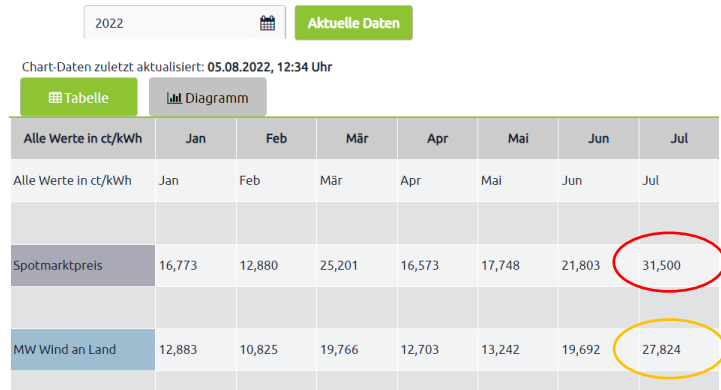 2022 Aktuelle Daten
Chart-Daten zuletzt aktualisiert: 05.08.2022, 12:34 Uhr
Tabelle Diagramm
Alle Werte in ct/kWh Jan Feb Mär Apr Mai Jun Jul
Alle Werte in ct/kWh Jan Feb Mär Apr Mai Jun Jul
Spotmarktpreis 16,773 12,880 25,201 16,573 17,748 21,803 31,500
MW Wind an Land 12,883 10,825 19,766 12,703 13,242 19,692 27,824